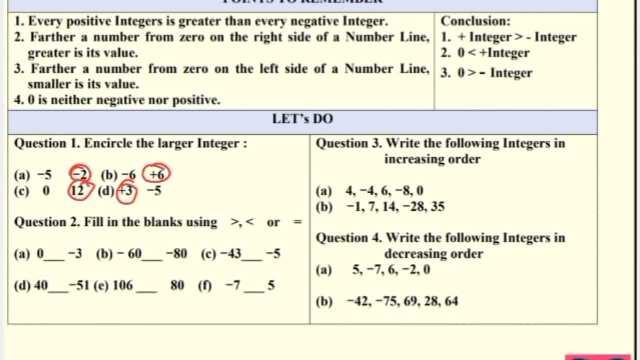 POINTS TO REMEMBER
1. Every positive Integers is greater than every negative Integer.
2. Farther a number from zero on the right side of a Number Line,
greater is its value.
3. Farther a number from zero on the left side of a Number Line,
smaller is its value.
4. 0 is neither negative nor positive.
Conclusion:
1. + Integer > - Integer
2. 0 < +Integer
3. 0 > – Integer
LET's DO
Question 1. Encircle the larger Integer :
(a) −5 −2 (b) −6 +6
(c) 0 12 (d) +3 −5
Question 2. Fill in the blanks using >, < or =
(a) 0___ −3 (b) − 60___ −80 (c) −43___ −5
(d) 40___−51 (e) 106 ___ 80 (f) −7 ___ 5
Question 3. Write the following Integers in
increasing order
(a) 4, −4, 6, −8, 0
(b) −1, 7, 14, −28, 35
Question 4. Write the following Integers in
decreasing order
(a) 5, −7, 6, −2, 0
(b) −42, −75, 69, 28, 64